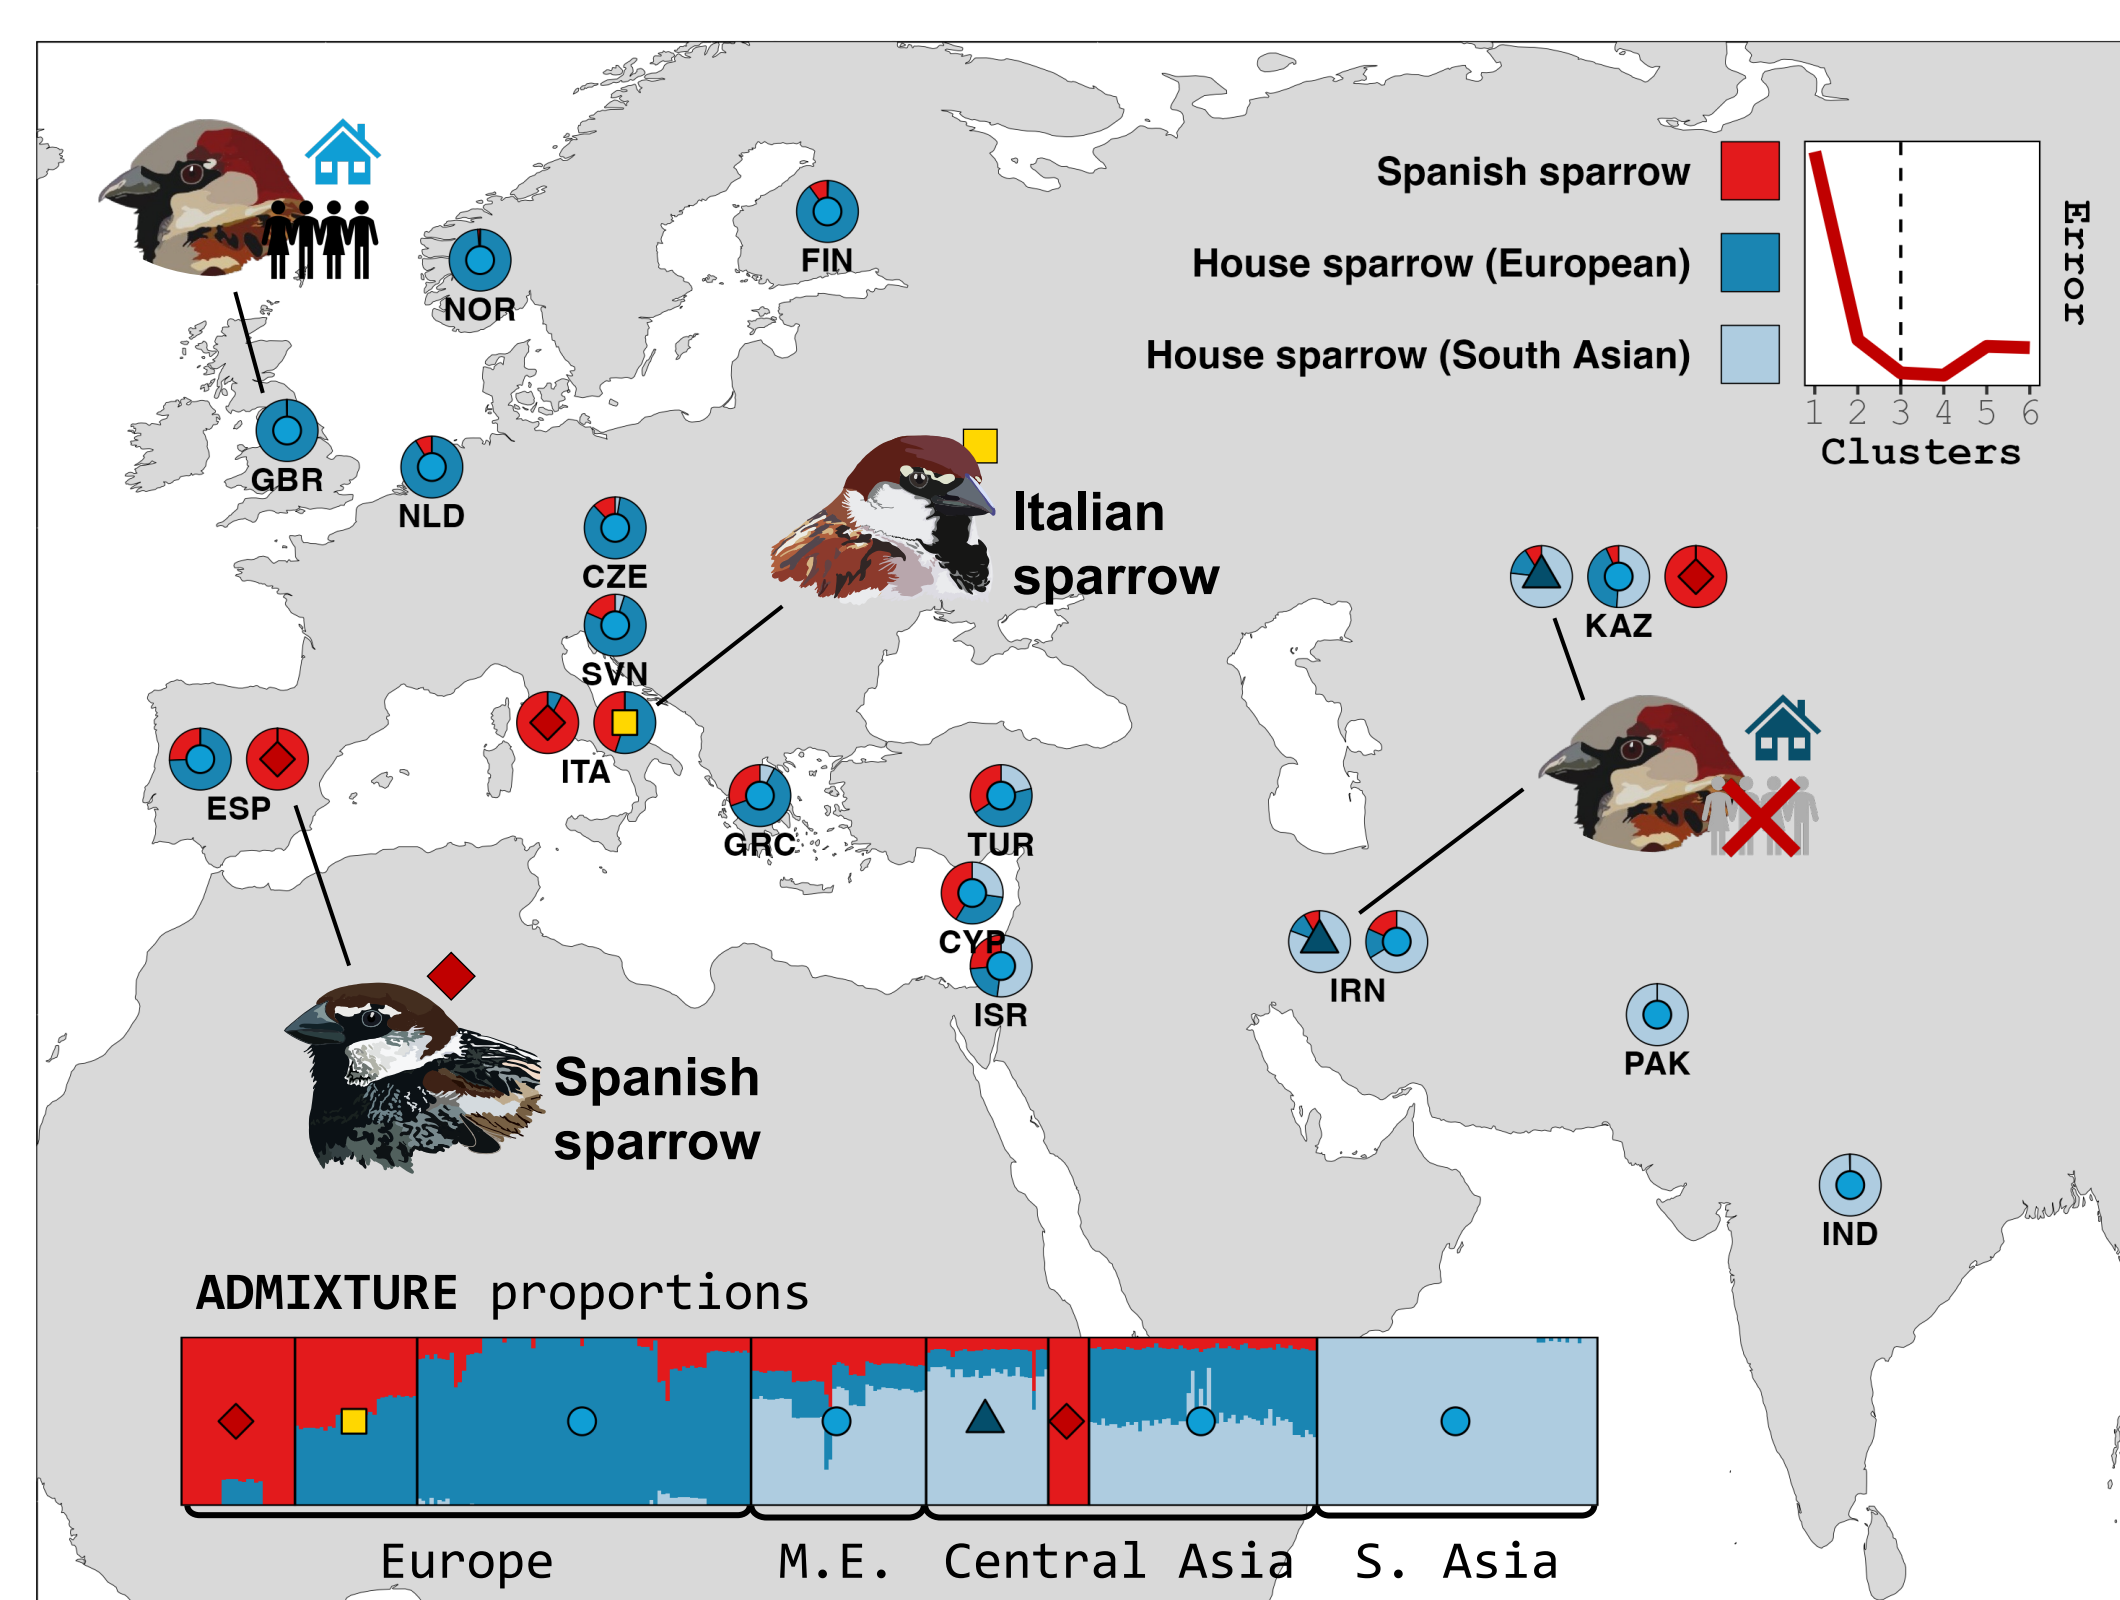 Spanish sparrow
House sparrow (European)
House sparrow (South Asian)
Error
1 2 3 4 5 6
Clusters
FIN
NOR
GBR
NLD
CZE
SVN
Italian
sparrow
KAZ
ITA
ESP
GRC
TUR
CYP
ISR
IRN
PAK
IND
Spanish
sparrow
ADMIXTURE proportions
Europe M.E. Central Asia S. Asia